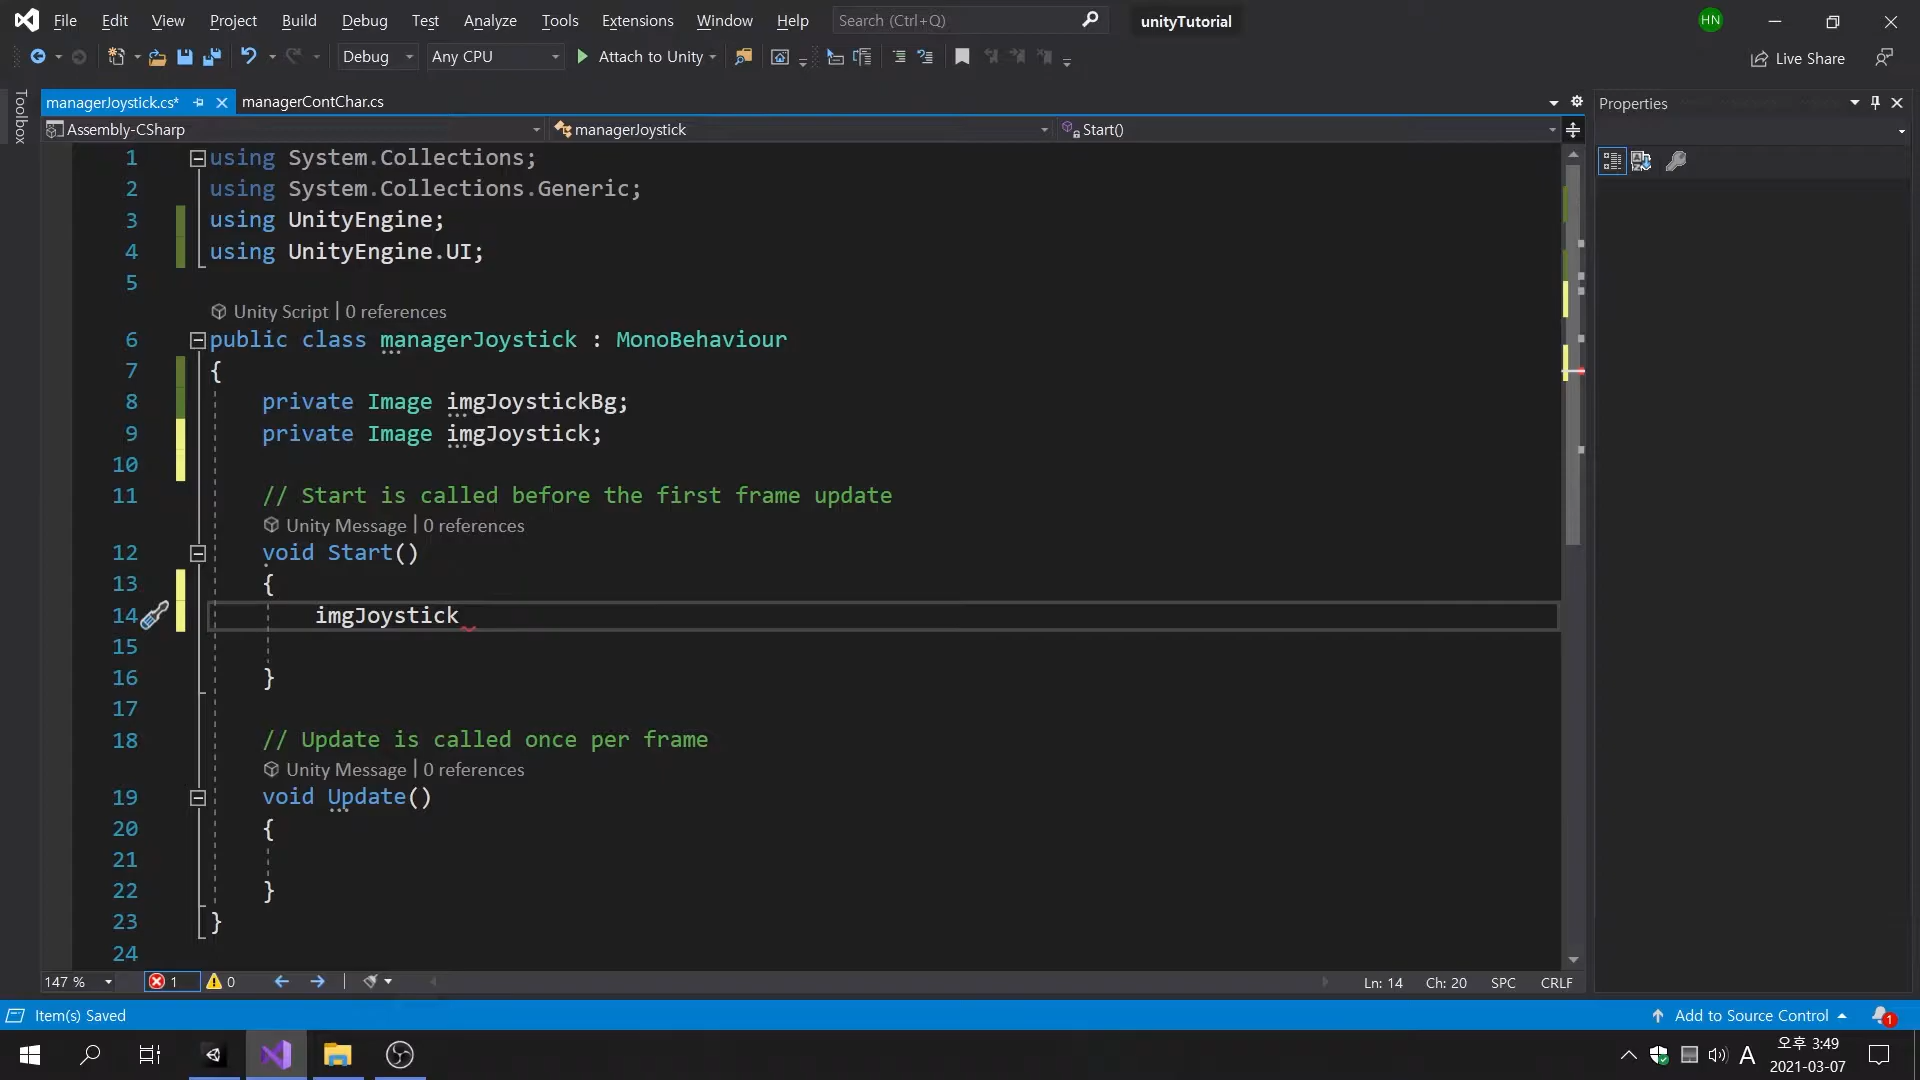 File Edit View Project Build Debug Test Analyze Tools Extensions Window Help Search (Ctrl+Q) unityTutorial HN
Debug Any CPU Attach to Unity Live Share
Toolbox
managerJoystick.cs* managerContChar.cs
Assembly-CSharp managerJoystick Start()
Properties
1 using System.Collections;
2 using System.Collections.Generic;
3 using UnityEngine;
4 using UnityEngine.UI;
5
Unity Script | 0 references
6 public class managerJoystick : MonoBehaviour
7 {
8 private Image imgJoystickBg;
9 private Image imgJoystick;
10
11 // Start is called before the first frame update
Unity Message | 0 references
12 void Start()
13 {
14 imgJoystick
15
16 }
17
18 // Update is called once per frame
Unity Message | 0 references
19 void Update()
20 {
21
22 }
23 }
24
147 % 1 0 Ln: 14 Ch: 20 SPC CRLF
Item(s) Saved Add to Source Control 1
A 오후 3:49
2021-03-07